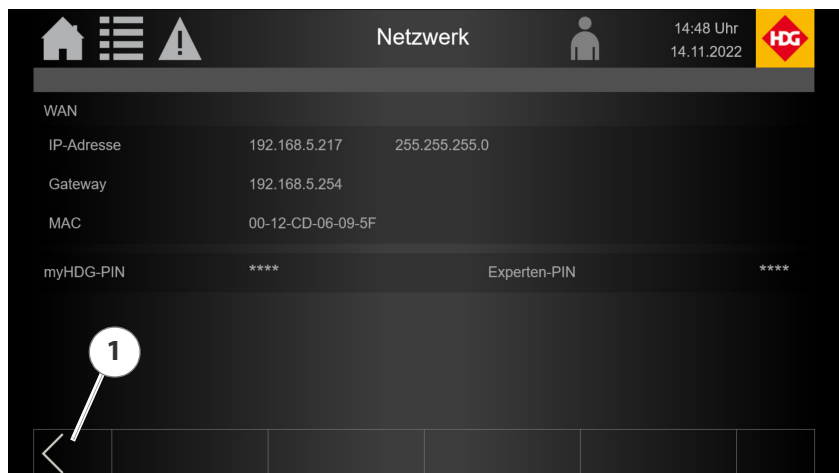 Netzwerk
14:48 Uhr
14.11.2022
HDG
WAN
IP-Adresse 192.168.5.217 255.255.255.0
Gateway 192.168.5.254
MAC 00-12-CD-06-09-5F
myHDG-PIN **** Experten-PIN ****
1